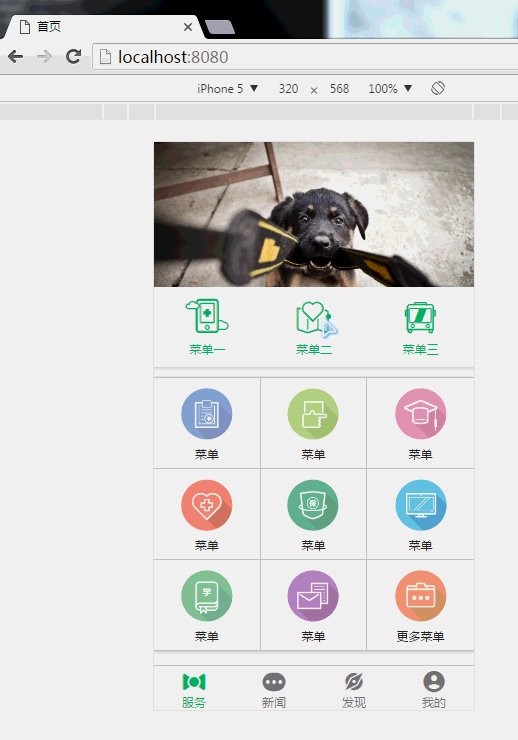 首页
localhost:8080
iPhone 5 ▼ 320 × 568 100% ▼
菜单一 菜单二 菜单三
菜单 菜单 菜单
菜单 菜单 菜单
学
菜单 菜单 更多菜单
服务 新闻 发现 我的